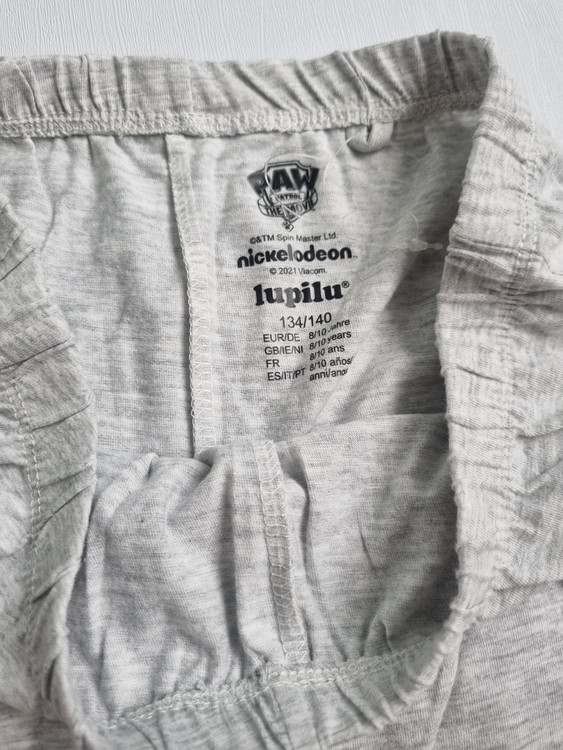 PAW
PATROL
THE MOVIE
©&TM Spin Master Ltd.
nickelodeon
© 2021 Viacom.
lupilu®
134/140
EUR/DE 8/10 Jahre
GB/IE/NI 8/10 years
FR 8/10 ans
ES/IT/PT 8/10 años/
anni/ano